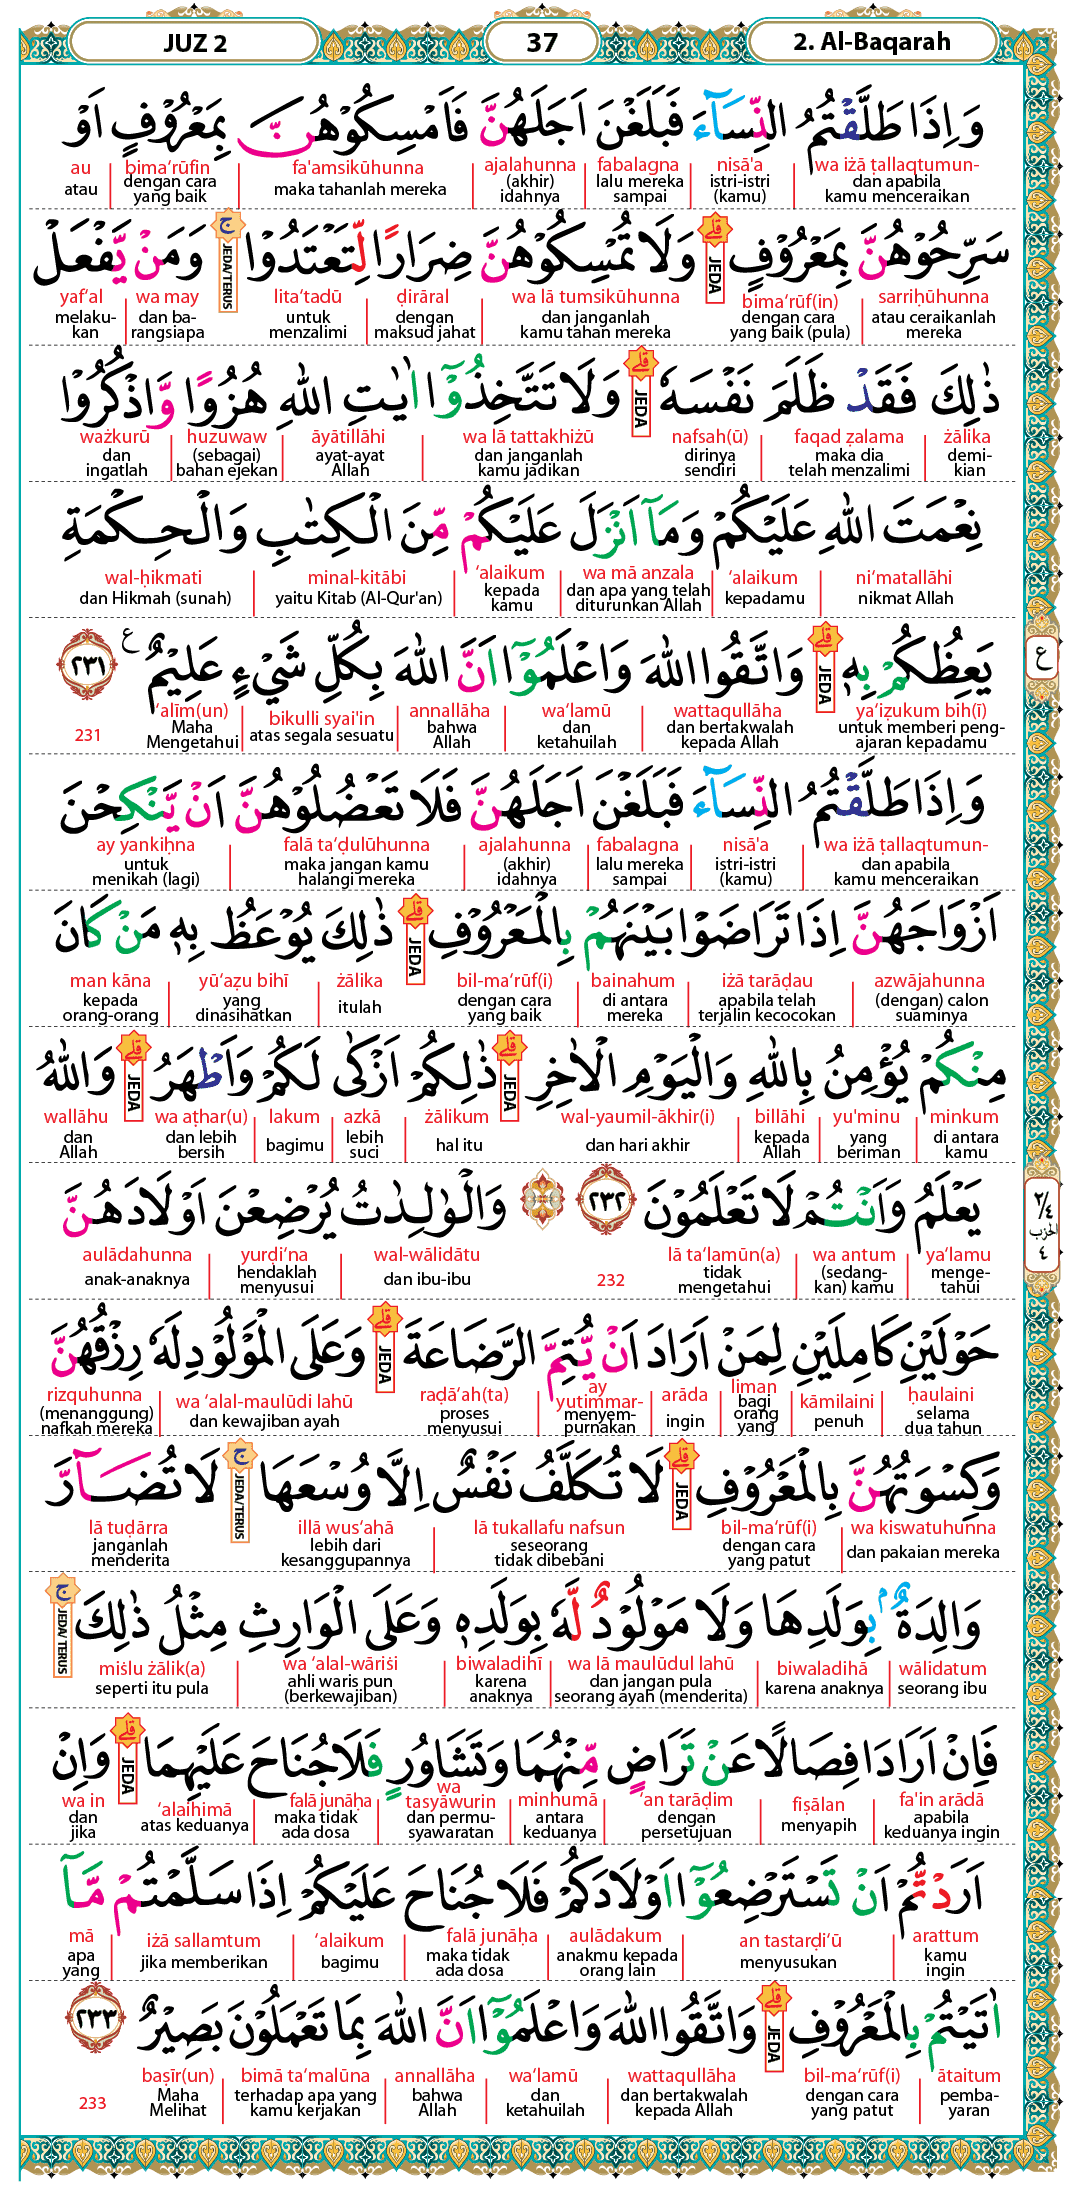 JUZ 2 37 2. Al-Baqarah
وَاِذَا طَلَّقْتُمُ النِّسَاۤءَ فَبَلَغْنَ اَجَلَهُنَّ فَاَمْسِكُوْهُنَّ بِمَعْرُوْفٍ اَوْ
wa iżā ṭallaqtumun- nisā'a fabalagna ajalahunna fa'amsikūhunna bima‘rūfin au
dan apabila kamu menceraikan istri-istri (kamu) lalu mereka sampai (akhir) idahnya maka tahanlah mereka dengan cara yang baik atau
سَرِّحُوْهُنَّ بِمَعْرُوْفٍۗ وَلَا تُمْسِكُوْهُنَّ ضِرَارًا لِّتَعْتَدُوْاۚ وَمَنْ يَّفْعَلْ
JEDA JEDA/TERUS
sarriḥūhunna bima‘rūf(in) wa lā tumsikūhunna ḍirāral lita‘tadū wa may yaf‘al
atau ceraikanlah mereka dengan cara yang baik (pula) dan janganlah kamu tahan mereka dengan maksud jahat untuk menzalimi dan ba-rangsiapa melaku-kan
ذٰلِكَ فَقَدْ ظَلَمَ نَفْسَهٗۗ وَلَا تَتَّخِذُوْٓا اٰيٰتِ اللّٰهِ هُزُوًا وَّاذْكُرُوْا
JEDA
żālika faqad ẓalama nafsah(ū) wa lā tattakhiżū āyātillāhi huzuwaw ważkurū
demi-kian maka dia telah menzalimi dirinya sendiri dan janganlah kamu jadikan ayat-ayat Allah (sebagai) bahan ejekan dan ingatlah
نِعْمَتَ اللّٰهِ عَلَيْكُمْ وَمَآ اَنْزَلَ عَلَيْكُمْ مِّنَ الْكِتٰبِ وَالْحِكْمَةِ
ni‘matallāhi ‘alaikum wa mā anzala ‘alaikum minal-kitābi wal-ḥikmati
nikmat Allah kepadamu dan apa yang telah diturunkan Allah kepada kamu yaitu Kitab (Al-Qur'an) dan Hikmah (sunah)
يَعِظُكُمْ بِهٖۗ وَاتَّقُوا اللّٰهَ وَاعْلَمُوْٓا اَنَّ اللّٰهَ بِكُلِّ شَيْءٍ عَلِيْمٌ ࣖ ٢٣١
JEDA ع
ya‘iẓukum bih(ī) wattaqullāha wa‘lamū annallāha bikulli syai'in ‘alīm(un)
untuk memberi peng-ajaran kepadamu dan bertakwalah kepada Allah dan ketahuilah bahwa Allah atas segala sesuatu Maha Mengetahui 231
وَاِذَا طَلَّقْتُمُ النِّسَاۤءَ فَبَلَغْنَ اَجَلَهُنَّ فَلَا تَعْضُلُوْهُنَّ اَنْ يَّنْكِحْنَ
wa iżā ṭallaqtumun- nisā'a fabalagna ajalahunna falā ta‘ḍulūhunna ay yankiḥna
dan apabila kamu menceraikan istri-istri (kamu) lalu mereka sampai (akhir) idahnya maka jangan kamu halangi mereka untuk menikah (lagi)
اَزْوَاجَهُنَّ اِذَا تَرَاضَوْا بَيْنَهُمْ بِالْمَعْرُوْفِۗ ذٰلِكَ يُوْعَظُ بِهٖ مَنْ كَانَ
JEDA
azwājahunna iżā tarāḍau bainahum bil-ma‘rūf(i) żālika yū‘aẓu bihī man kāna
(dengan) calon suaminya apabila telah terjalin kecocokan di antara mereka dengan cara yang baik itulah yang dinasihatkan kepada orang-orang
مِنْكُمْ يُؤْمِنُ بِاللّٰهِ وَالْيَوْمِ الْاٰخِرِۗ ذٰلِكُمْ اَزْكٰى لَكُمْ وَاَطْهَرُۗ وَاللّٰهُ
JEDA JEDA
minkum yu'minu billāhi wal-yaumil-ākhir(i) żālikum azkā lakum wa aṭhar(u) wallāhu
di antara kamu yang beriman kepada Allah dan hari akhir hal itu lebih suci bagimu dan lebih bersih dan Allah
يَعْلَمُ وَاَنْتُمْ لَا تَعْلَمُوْنَ ٢٣٢ ۞ وَالْوٰلِدٰتُ يُرْضِعْنَ اَوْلَادَهُنَّ
٢/٤ الحزب ٤
ya‘lamu wa antum lā ta‘lamūn(a) wal-wālidātu yurḍi‘na aulādahunna
menge-tahui (sedang-kan) kamu tidak mengetahui 232 dan ibu-ibu hendaklah menyusui anak-anaknya
حَوْلَيْنِ كَامِلَيْنِ لِمَنْ اَرَادَ اَنْ يُّتِمَّ الرَّضَاعَةَۗ وَعَلَى الْمَوْلُوْدِ لَهٗ رِزْقُهُنَّ
JEDA
ḥaulaini kāmilaini liman arāda ay yutimmar- raḍā‘ah(ta) wa ‘alal-maulūdi lahū rizquhunna
selama dua tahun penuh bagi orang yang ingin menyem-purnakan proses menyusui dan kewajiban ayah (menanggung) nafkah mereka
وَكِسْوَتُهُنَّ بِالْمَعْرُوْفِۗ لَا تُكَلَّفُ نَفْسٌ اِلَّا وُسْعَهَاۚ لَا تُضَاۤرَّ
JEDA JEDA/TERUS
wa kiswatuhunna bil-ma‘rūf(i) lā tukallafu nafsun illā wus‘ahā lā tuḍārra
dan pakaian mereka dengan cara yang patut seseorang tidak dibebani lebih dari kesanggupannya janganlah menderita
وَالِدَةٌ ۢبِوَلَدِهَا وَلَا مَوْلُوْدٌ لَّهٗ بِوَلَدِهٖ وَعَلَى الْوَارِثِ مِثْلُ ذٰلِكَۚ
JEDA/ TERUS
wālidatum biwaladihā wa lā maulūdul lahū biwaladihī wa ‘alal-wāriṡi miṡlu żālik(a)
seorang ibu karena anaknya dan jangan pula seorang ayah (menderita) karena anaknya ahli waris pun (berkewajiban) seperti itu pula
فَاِنْ اَرَادَا فِصَالًا عَنْ تَرَاضٍ مِّنْهُمَا وَتَشَاوُرٍ فَلَا جُنَاحَ عَلَيْهِمَاۗ وَاِنْ
JEDA
fa'in arādā fiṣālan ‘an tarāḍim minhumā wa tasyāwurin falā junāḥa ‘alaihimā wa in
apabila keduanya ingin menyapih dengan persetujuan antara keduanya dan permu-syawaratan maka tidak ada dosa atas keduanya dan jika
اَرَدْتُّمْ اَنْ تَسْتَرْضِعُوْٓا اَوْلَادَكُمْ فَلَا جُنَاحَ عَلَيْكُمْ اِذَا سَلَّمْتُمْ مَّآ
arattum an tastarḍi‘ū aulādakum falā junāḥa ‘alaikum iżā sallamtum mā
kamu ingin menyusukan anakmu kepada orang lain maka tidak ada dosa bagimu jika memberikan apa yang
اٰتَيْتُمْ بِالْمَعْرُوْفِۗ وَاتَّقُوا اللّٰهَ وَاعْلَمُوْٓا اَنَّ اللّٰهَ بِمَا تَعْمَلُوْنَ بَصِيْرٌ ٢٣٣
JEDA
ātaitum bil-ma‘rūf(i) wattaqullāha wa‘lamū annallāha bimā ta‘malūna baṣīr(un)
pemba-yaran dengan cara yang patut dan bertakwalah kepada Allah dan ketahuilah bahwa Allah terhadap apa yang kamu kerjakan Maha Melihat 233